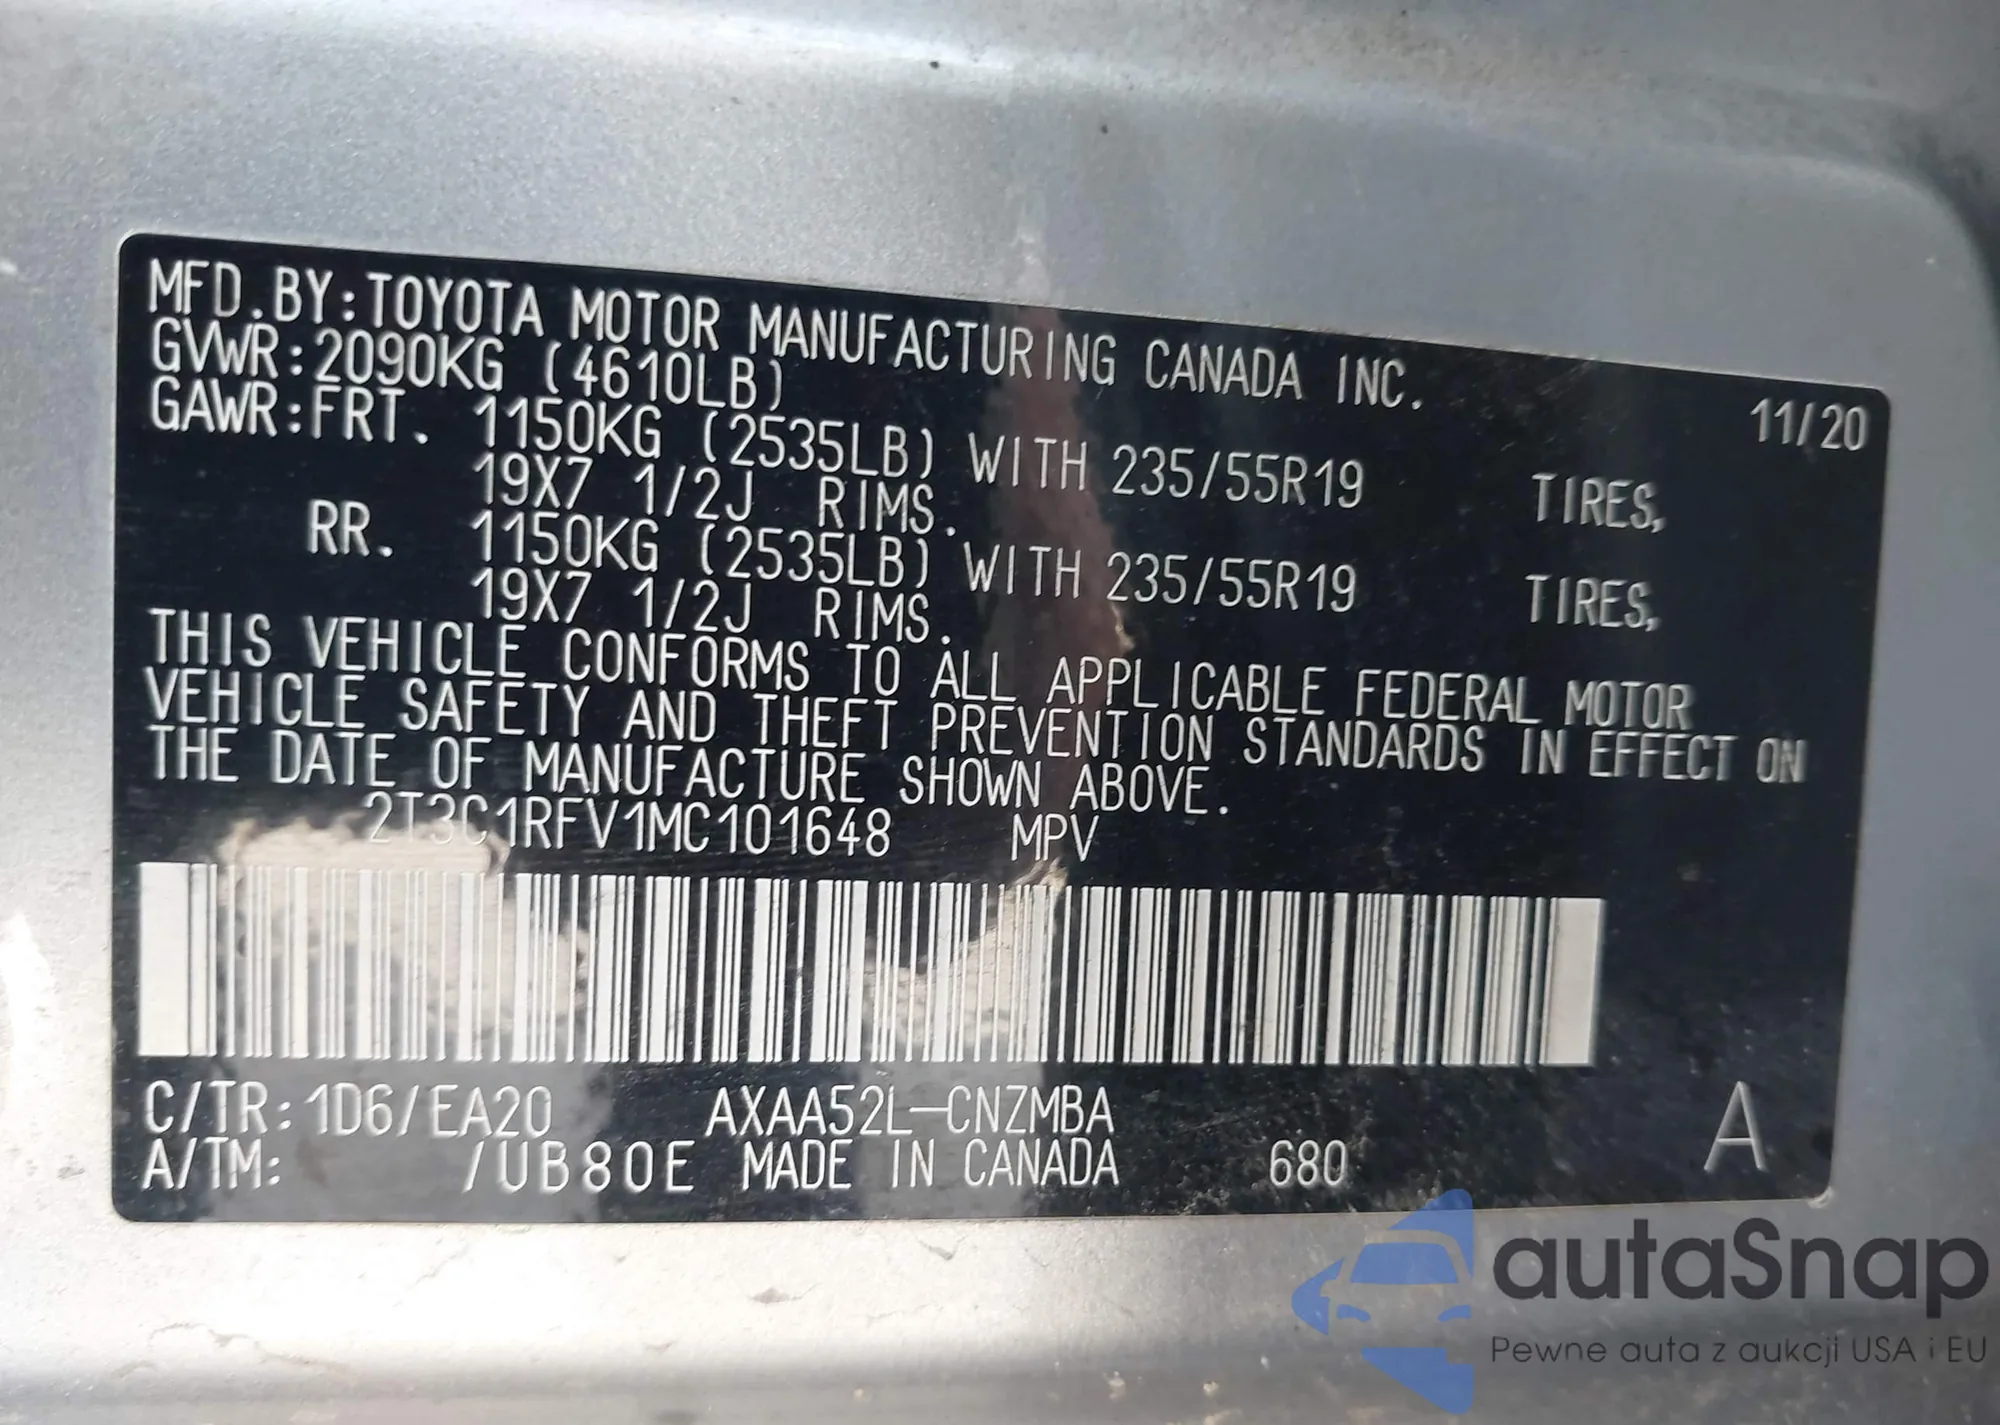 MFD.BY:TOYOTA MOTOR MANUFACTURING CANADA INC.
11/20
GVWR:2090KG (4610LB)
GAWR:FRT. 1150KG (2535LB) WITH 235/55R19 TIRES,
19X7 1/2J RIMS.
RR. 1150KG (2535LB) WITH 235/55R19 TIRES,
19X7 1/2J RIMS.
THIS VEHICLE CONFORMS TO ALL APPLICABLE FEDERAL MOTOR
VEHICLE SAFETY AND THEFT PREVENTION STANDARDS IN EFFECT ON
THE DATE OF MANUFACTURE SHOWN ABOVE.
2T3C1RFV1MC101648 MPV
C/TR:1D6/EA20 AXAA52L-CNZMBA
A/TM: /UB80E MADE IN CANADA 680 A
autaSnap
Pewne auta z aukcji USA i EU